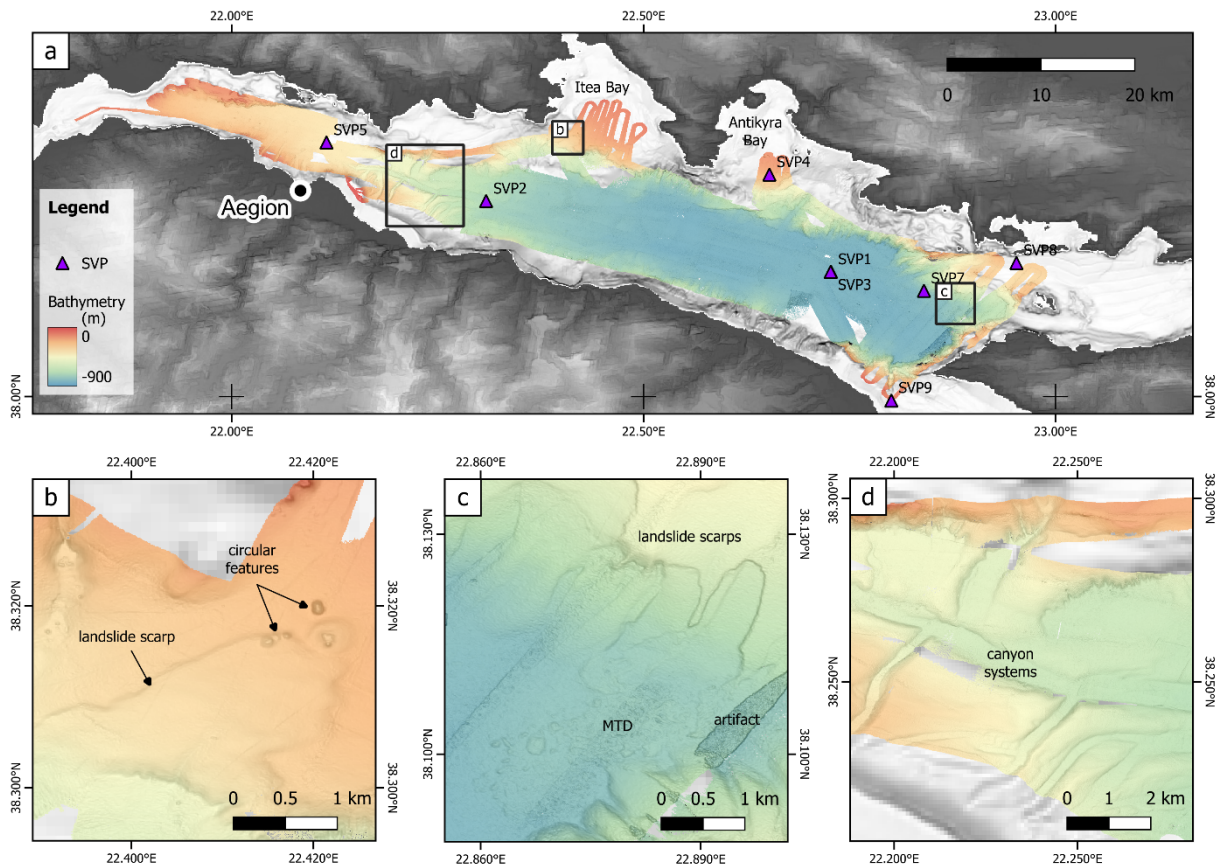 22.00°E
22.50°E
23.00°E
a
Itea Bay
0
10
20 km
Antikyra
Bay
b
SVP5
d
SVP4
SVP2
Aegion
Legend
SVP
SVP1
SVP3
SVP8
SVP7
c
Bathymetry
(m)
0
-900
SVP9
38.00°N
38.00°N
22.00°E
22.50°E
23.00°E
22.400°E
22.420°E
b
circular
features
landslide scarp
38.320°N
38.320°N
38.300°N
38.300°N
0
0.5
1 km
22.400°E
22.420°E
22.860°E
22.890°E
c
landslide scarps
38.130°N
38.130°N
MTD
artifact
38.100°N
38.100°N
0
0.5
1 km
22.860°E
22.890°E
22.200°E
22.250°E
d
38.300°N
38.300°N
canyon
systems
38.250°N
38.250°N
0
1
2 km
22.200°E
22.250°E